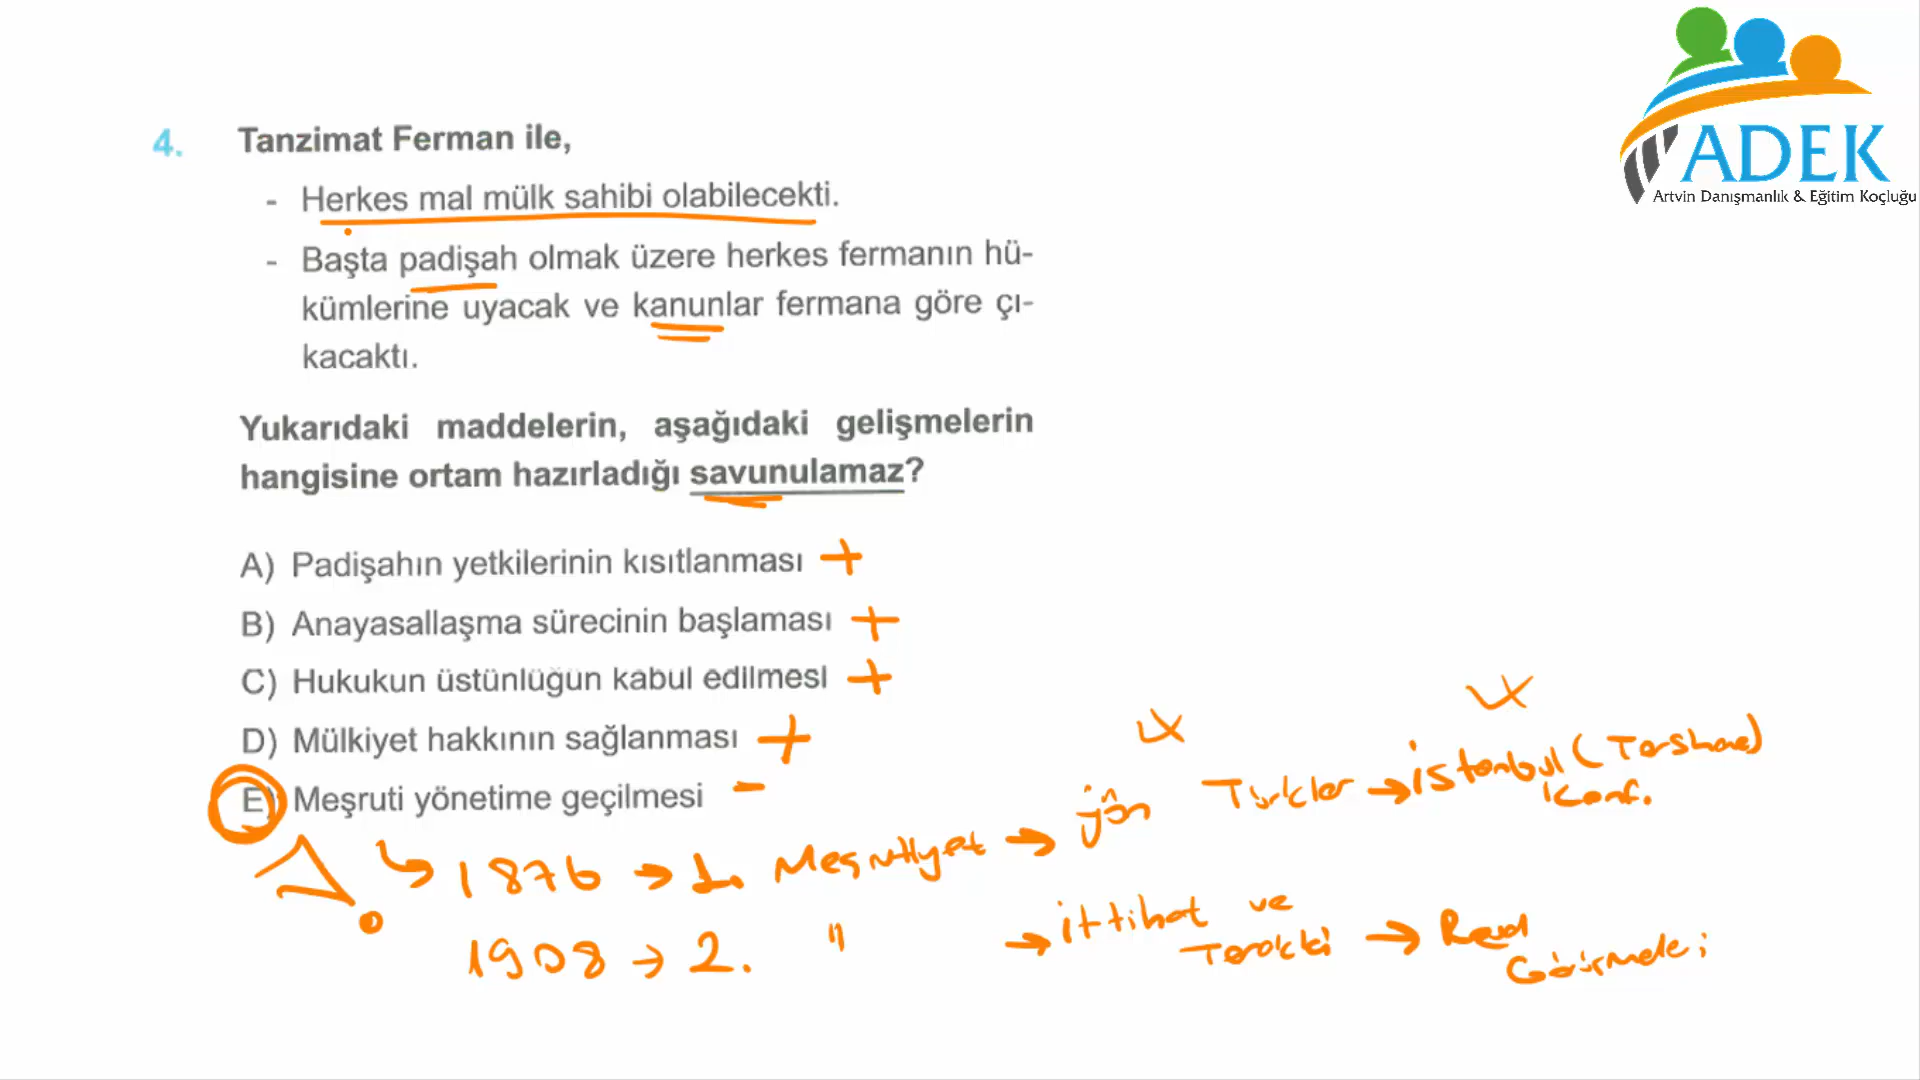 ADEK
Artvin Danışmanlık & Eğitim Koçluğu
4. Tanzimat Ferman ile,
- Herkes mal mülk sahibi olabilecekti.
- Başta padişah olmak üzere herkes fermanın hü-
kümlerine uyacak ve kanunlar fermana göre çı-
kacaktı.
Yukarıdaki maddelerin, aşağıdaki gelişmelerin
hangisine ortam hazırladığı savunulamaz?
A) Padişahın yetkilerinin kısıtlanması +
B) Anayasallaşma sürecinin başlaması +
C) Hukukun üstünlüğün kabul edilmesi +
D) Mülkiyet hakkının sağlanması +
E) Meşruti yönetime geçilmesi -
1876 → 1. Meşrutiyet → jön Türkler → istanbul (Tershane) Konf.
1908 → 2. " → ittihat ve Terakki → Reval Görüşmeleri